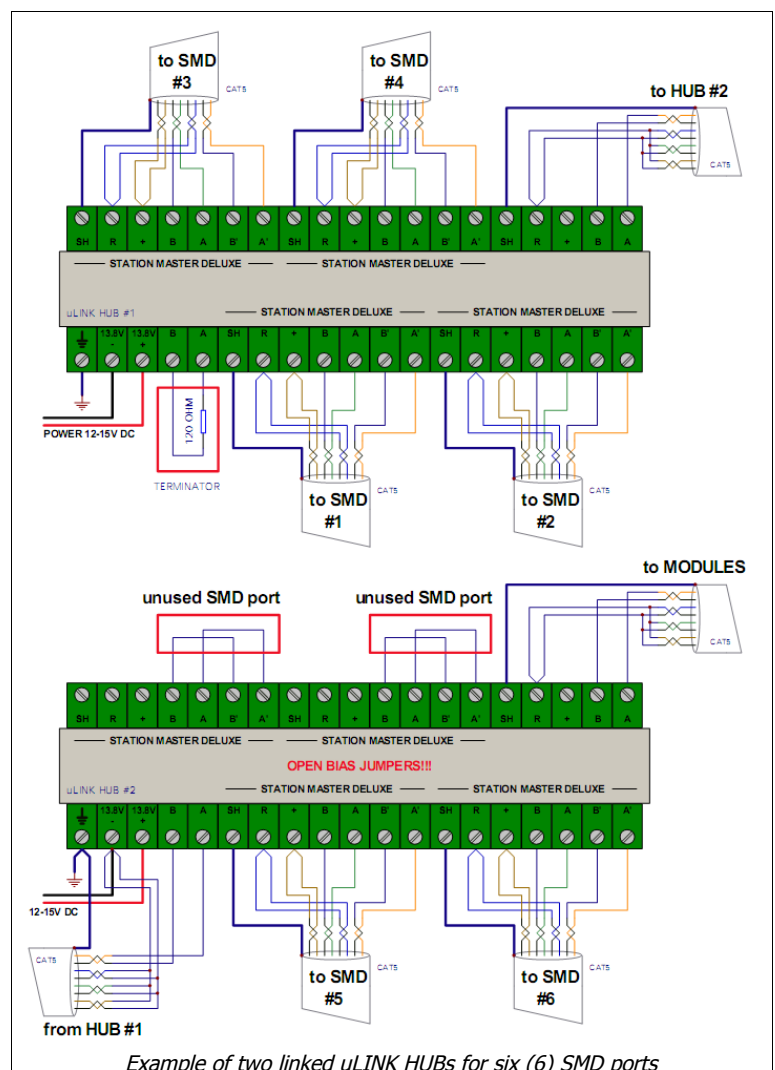 to SMD
#3
CAT5
to SMD
#4
CAT5
to HUB #2
CAT5
SH R + B A B' A' SH R + B A B' A' SH R + B A
STATION MASTER DELUXE STATION MASTER DELUXE
uLINK HUB #1 STATION MASTER DELUXE STATION MASTER DELUXE
13.8V - 13.8V + B A SH R + B A B' A' SH R + B A B' A'
POWER 12-15V DC
120 OHM
TERMINATOR
to SMD
#1
CAT5
to SMD
#2
CAT5
to MODULES
CAT5
unused SMD port
unused SMD port
SH R + B A B' A' SH R + B A B' A' SH R + B A
STATION MASTER DELUXE STATION MASTER DELUXE
OPEN BIAS JUMPERS!!!
uLINK HUB #2 STATION MASTER DELUXE STATION MASTER DELUXE
13.8V - 13.8V + B A SH R + B A B' A' SH R + B A B' A'
12-15V DC
CAT5
from HUB #1
to SMD
#5
CAT5
to SMD
#6
CAT5
Example of two linked uLINK HUBs for six (6) SMD ports